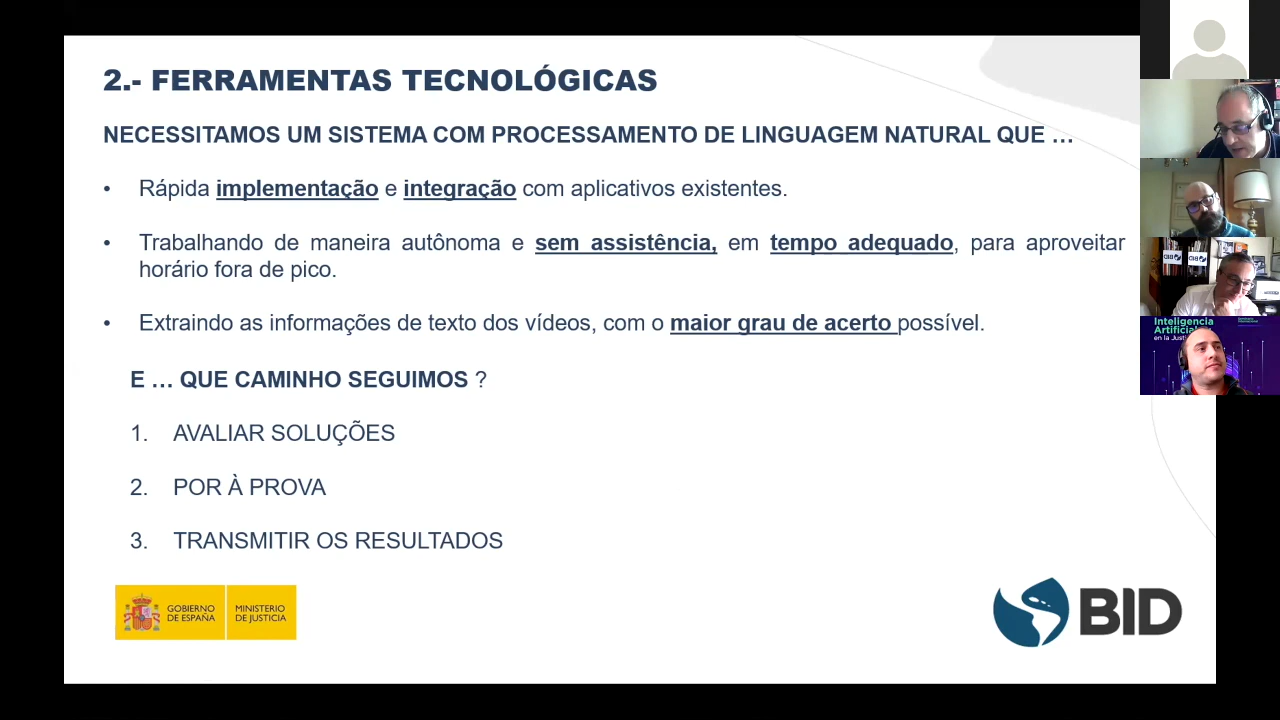 2.- FERRAMENTAS TECNOLÓGICAS
NECESSITAMOS UM SISTEMA COM PROCESSAMENTO DE LINGUAGEM NATURAL QUE ...
• Rápida implementação e integração com aplicativos existentes.
• Trabalhando de maneira autônoma e sem assistência, em tempo adequado, para aproveitar
horário fora de pico.
• Extraindo as informações de texto dos vídeos, com o maior grau de acerto possível.
E ... QUE CAMINHO SEGUIMOS ?
1. AVALIAR SOLUÇÕES
2. POR À PROVA
3. TRANSMITIR OS RESULTADOS
GOBIERNO
DE ESPAÑA
MINISTERIO
DE JUSTICIA
BID
Inteligencia
Artificial
en la Justi